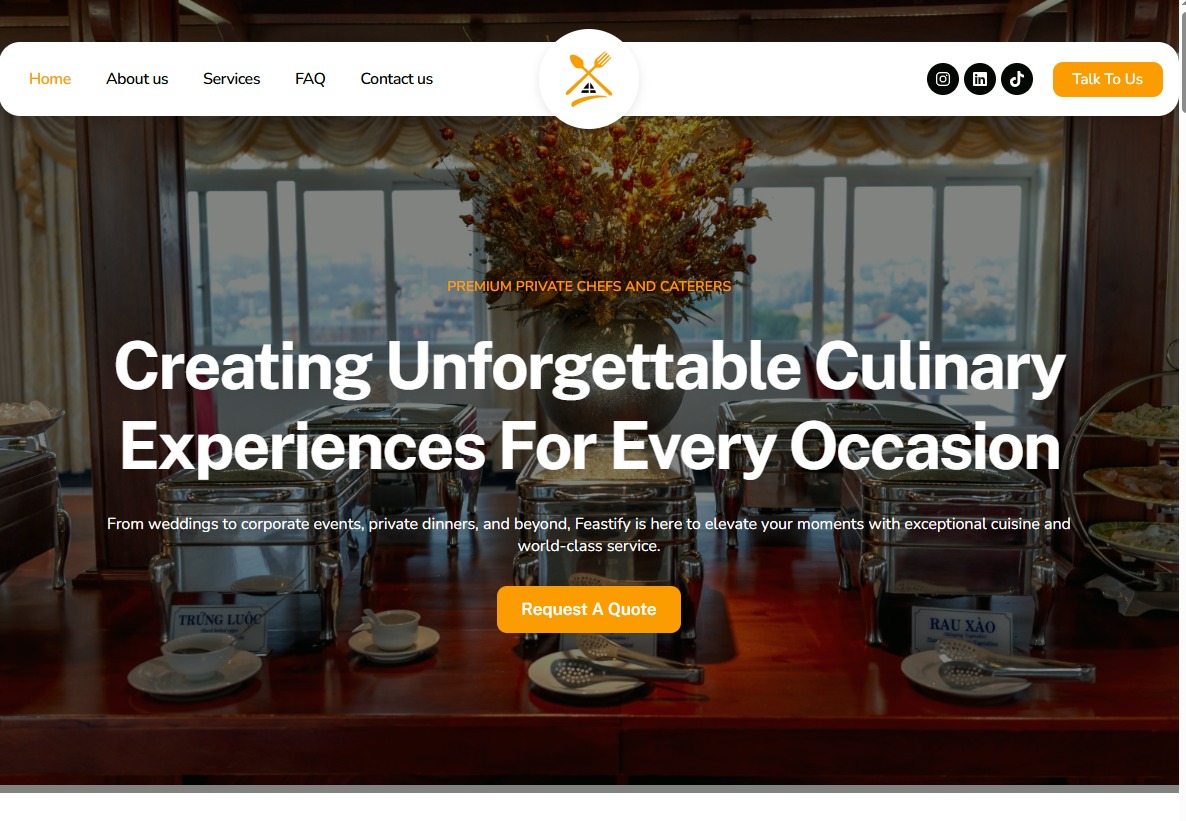 Home About us Services FAQ Contact us Talk To Us
PREMIUM PRIVATE CHEFS AND CATERERS
Creating Unforgettable Culinary
Experiences For Every Occasion
From weddings to corporate events, private dinners, and beyond, Feastify is here to elevate your moments with exceptional cuisine and
world-class service.
Request A Quote
TRỨNG LUỘC
RAU XÀO